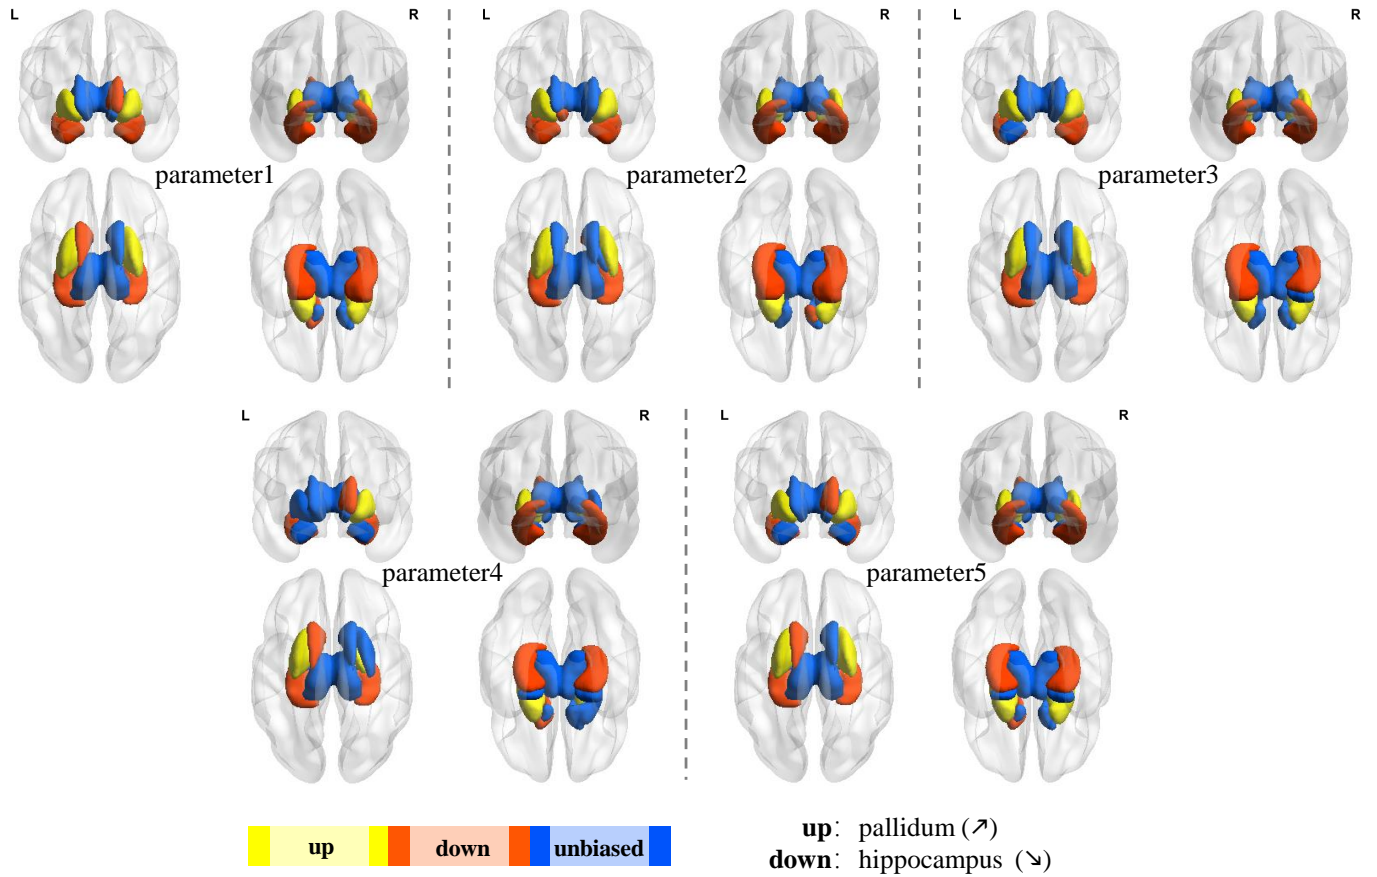 L R L R L R
parameter1 parameter2 parameter3
L R L R
parameter4 parameter5
up down unbiased
up: pallidum (↗)
down: hippocampus (↘)